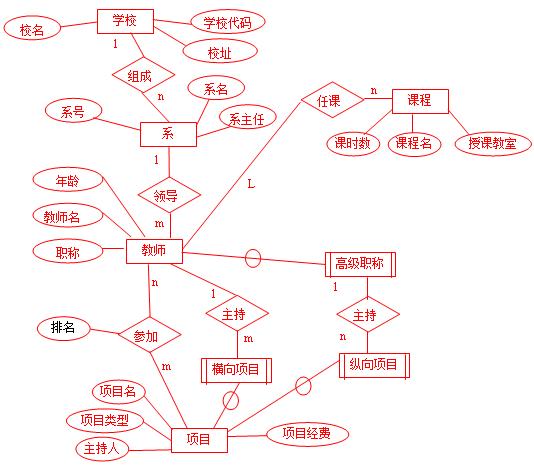 校名
学校
学校代码
1
校址
组成
n
系名
系号
系
系主任
任课
n
课程
课时数
课程名
授课教室
1
年龄
领导
L
教师名
m
职称
教师
高级职称
n
1
1
排名
参加
主持
主持
m
n
m
横向项目
纵向项目
项目名
项目类型
主持人
项目
项目经费